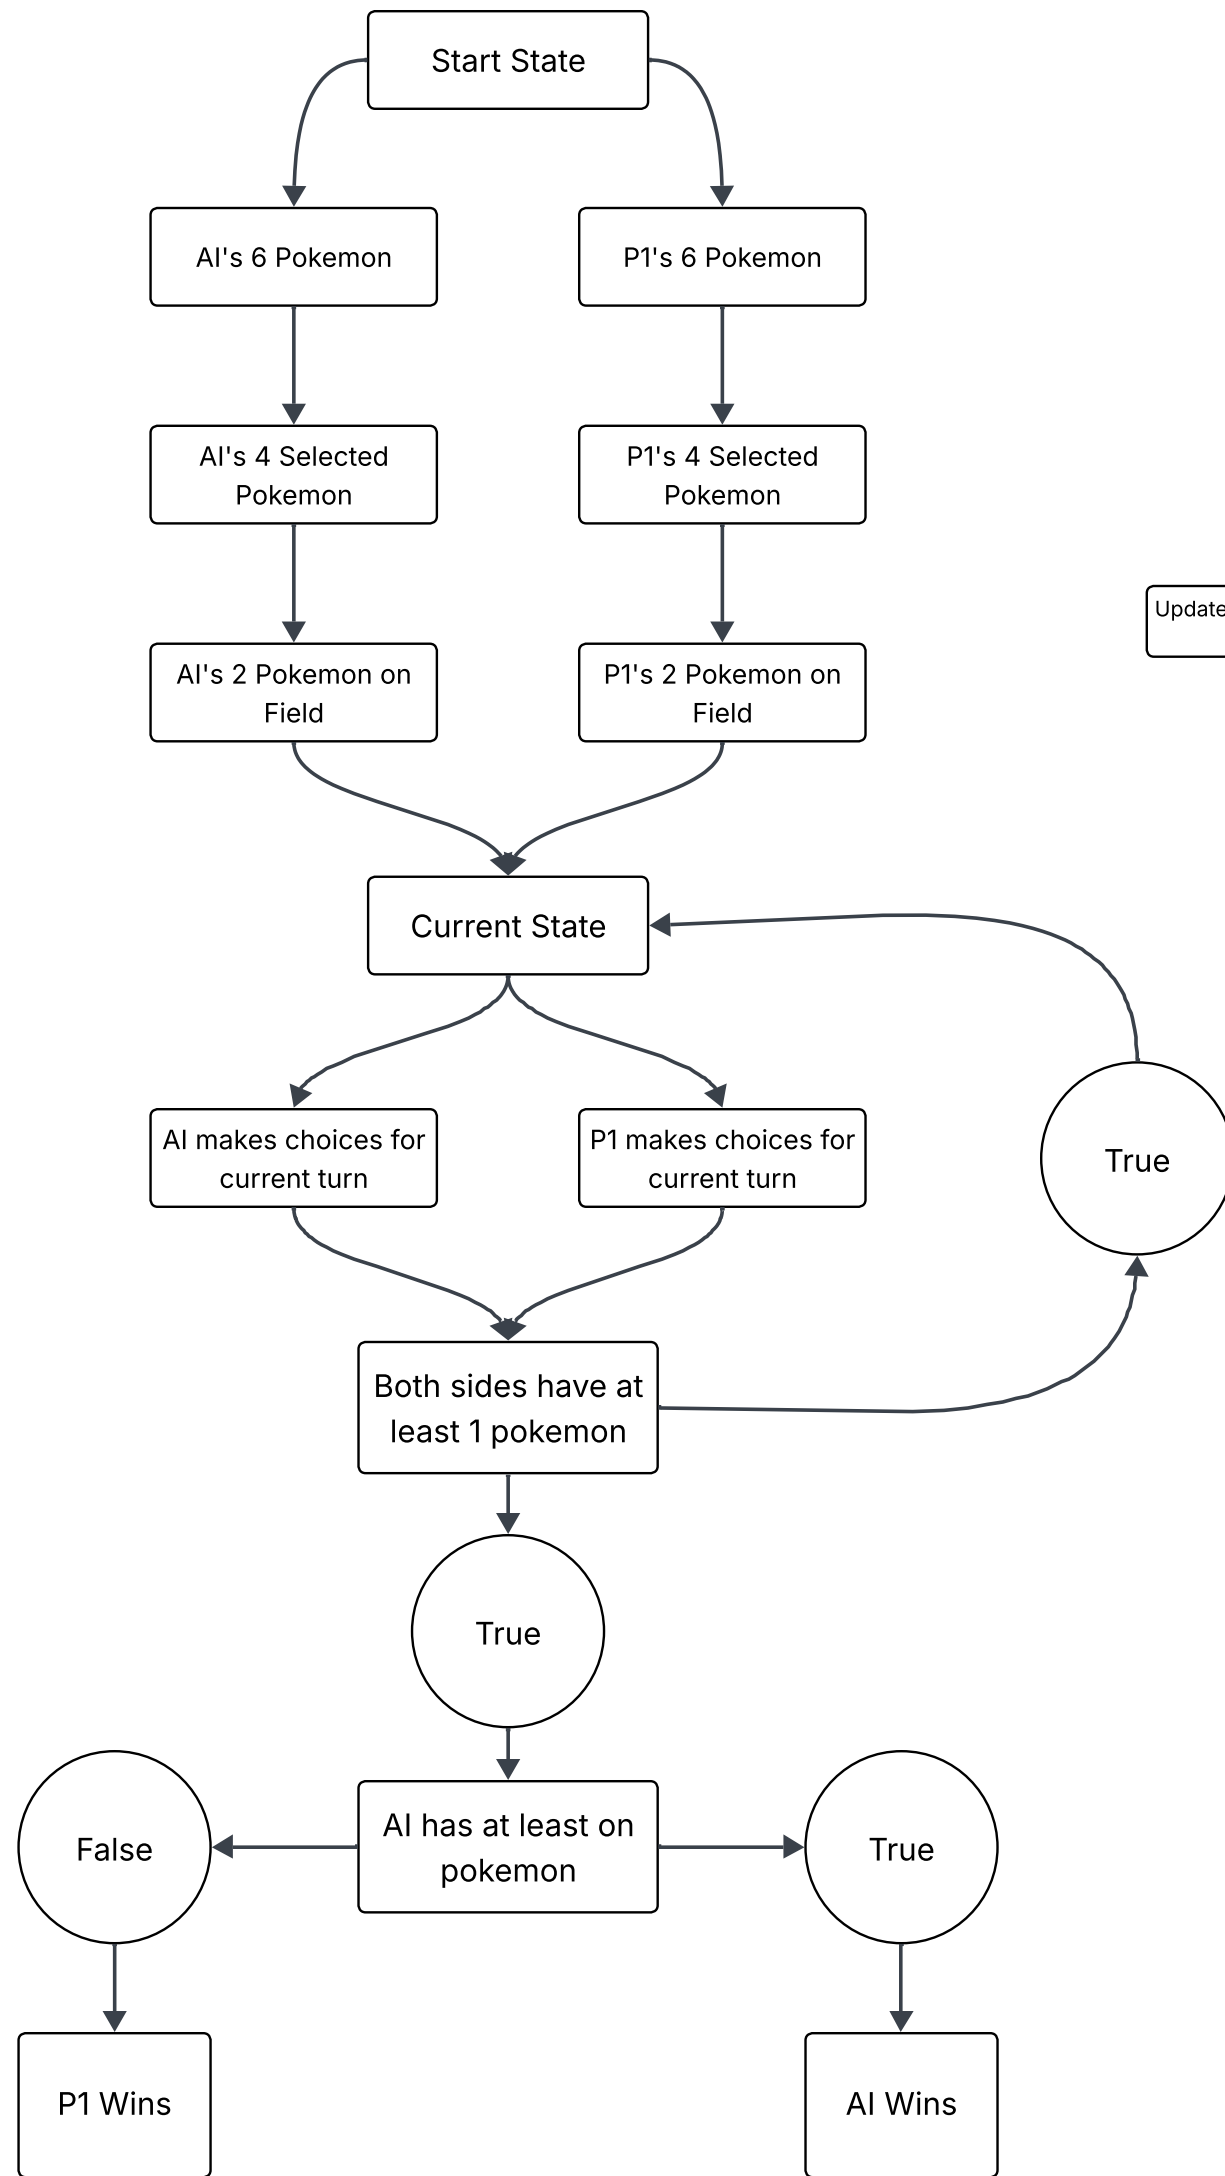 Start State
AI's 6 Pokemon
P1's 6 Pokemon
AI's 4 Selected
Pokemon
P1's 4 Selected
Pokemon
Update
AI's 2 Pokemon on
Field
P1's 2 Pokemon on
Field
Current State
AI makes choices for
current turn
P1 makes choices for
current turn
True
Both sides have at
least 1 pokemon
True
False
AI has at least on
pokemon
True
P1 Wins
AI Wins